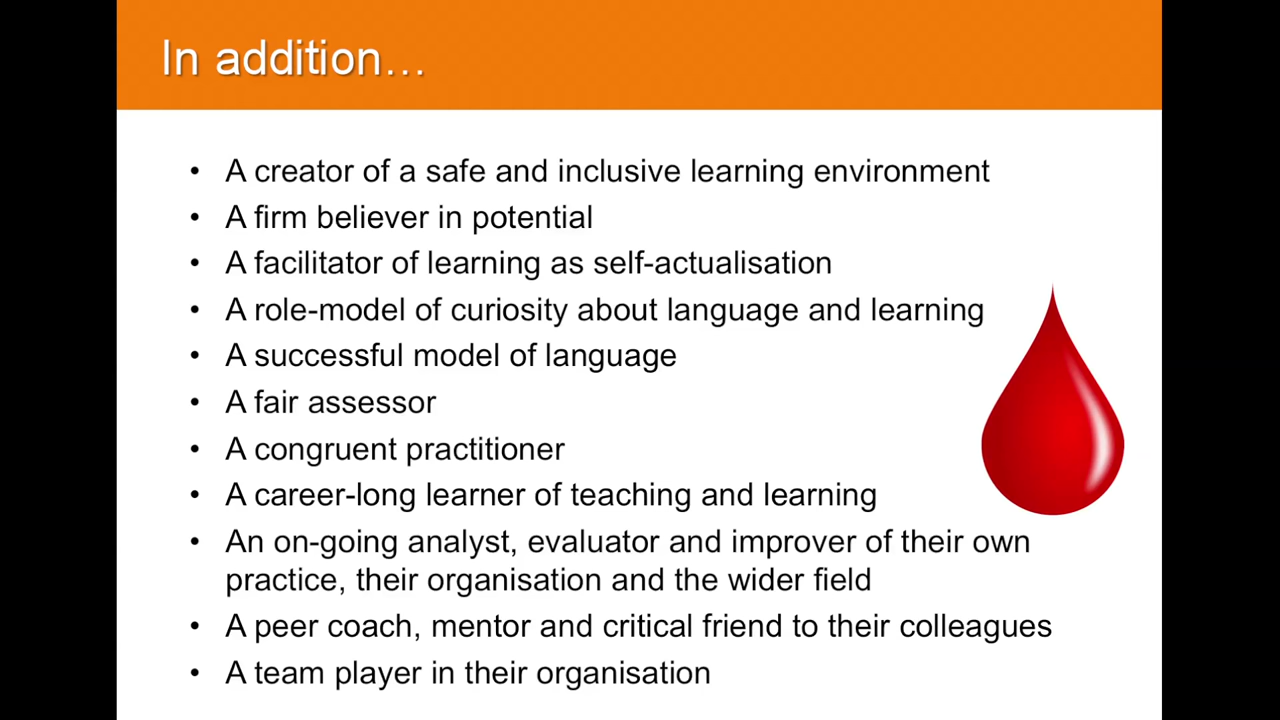 In addition…
• A creator of a safe and inclusive learning environment
• A firm believer in potential
• A facilitator of learning as self-actualisation
• A role-model of curiosity about language and learning
• A successful model of language
• A fair assessor
• A congruent practitioner
• A career-long learner of teaching and learning
• An on-going analyst, evaluator and improver of their own
practice, their organisation and the wider field
• A peer coach, mentor and critical friend to their colleagues
• A team player in their organisation